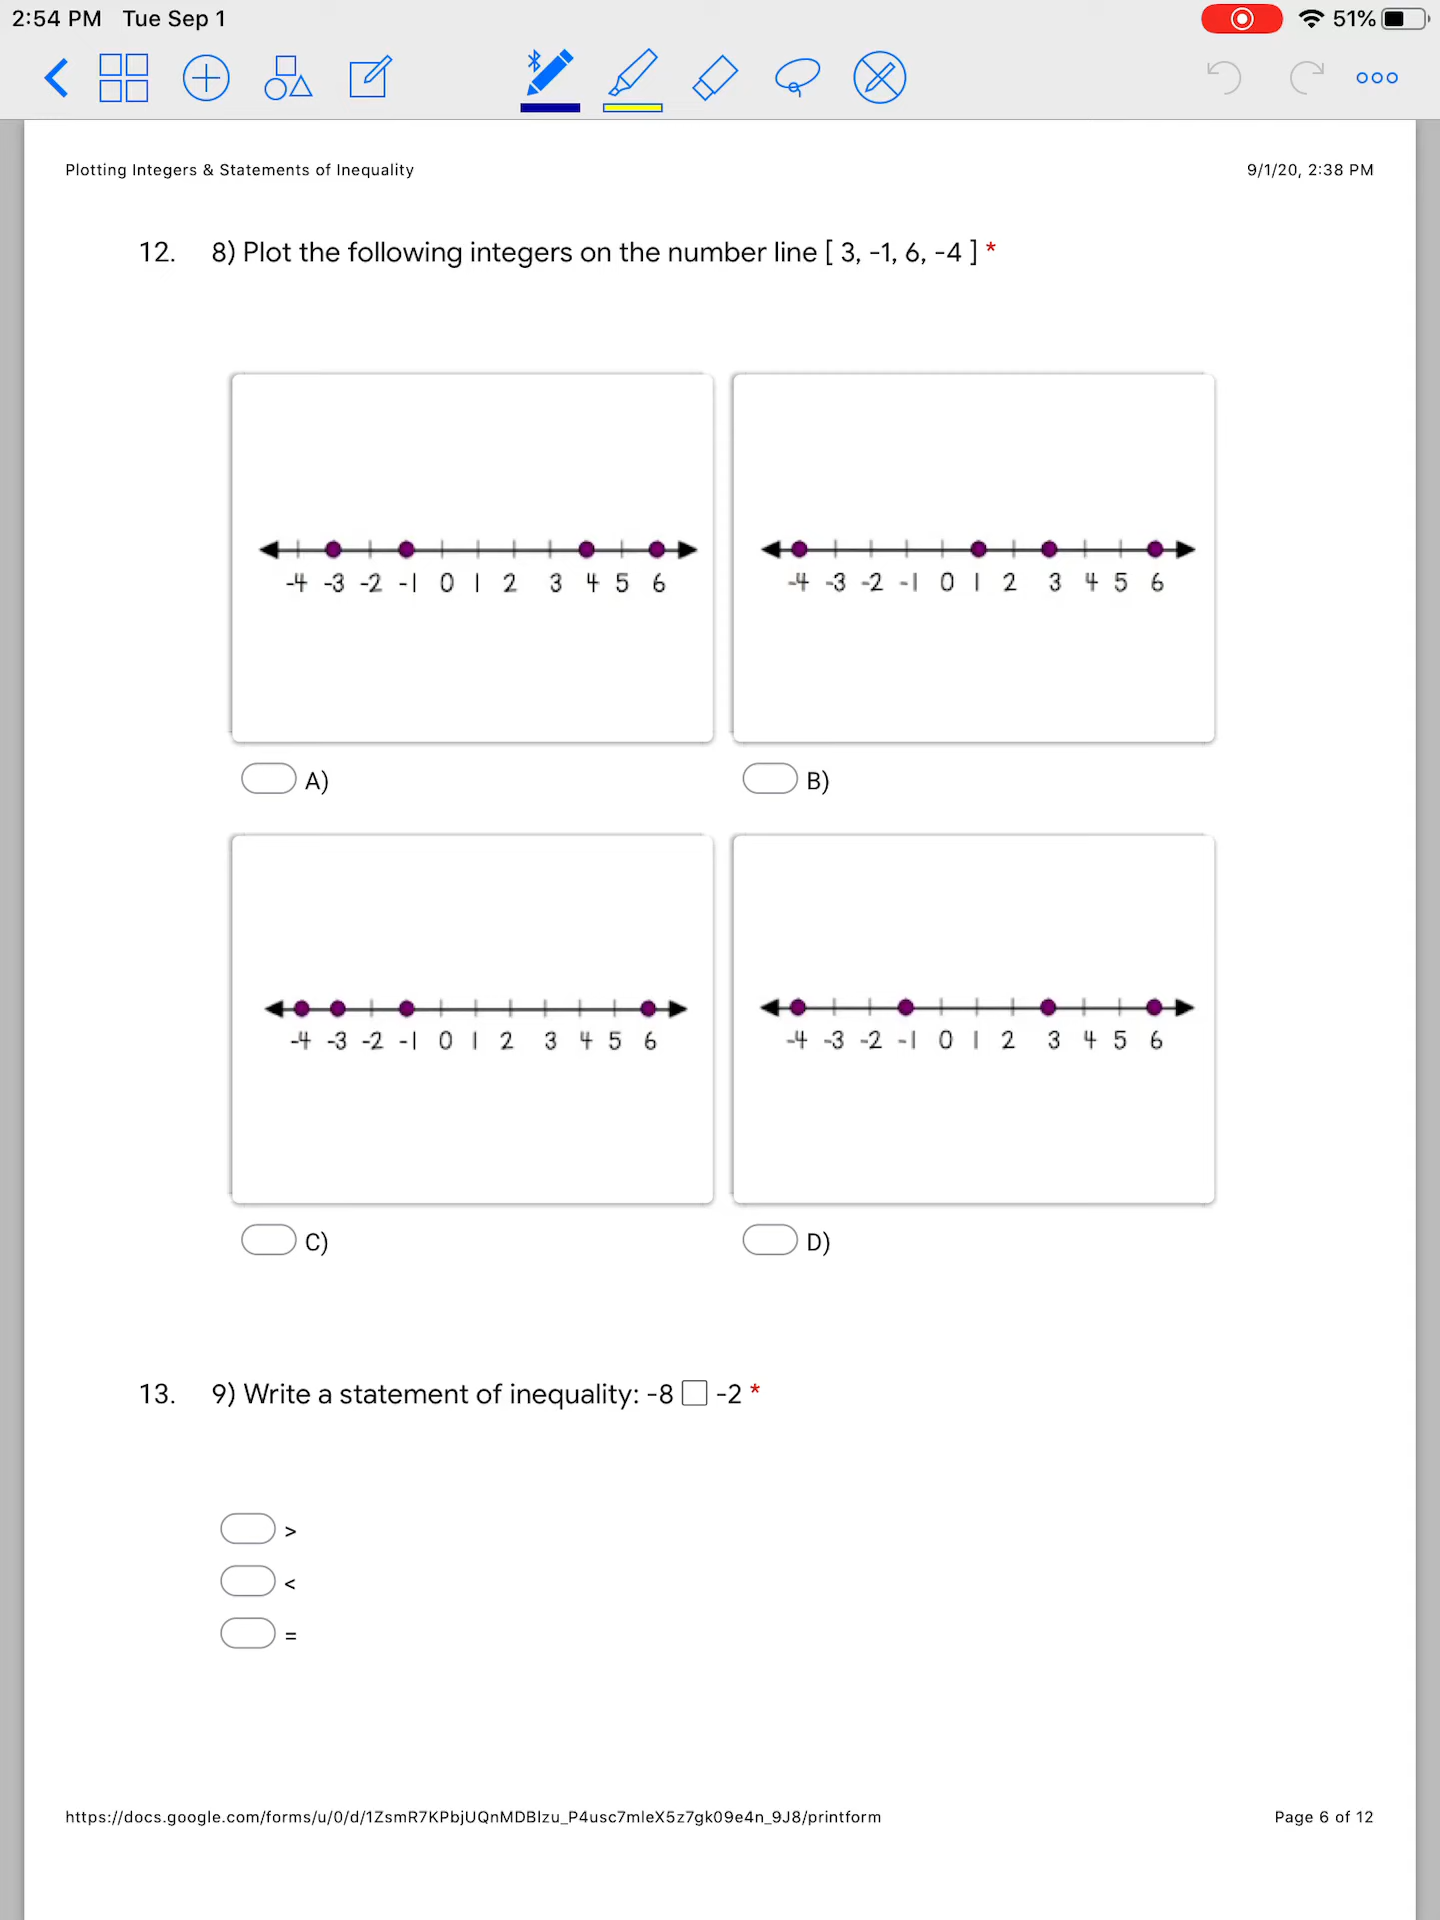 2:54 PM Tue Sep 1 51%
Plotting Integers & Statements of Inequality 9/1/20, 2:38 PM
12. 8) Plot the following integers on the number line [ 3, -1, 6, -4 ] *
-4 -3 -2 -1 0 1 2 3 4 5 6
-4 -3 -2 -1 0 1 2 3 4 5 6
A)
B)
-4 -3 -2 -1 0 1 2 3 4 5 6
-4 -3 -2 -1 0 1 2 3 4 5 6
C)
D)
13. 9) Write a statement of inequality: -8 □ -2 *
>
<
=
https://docs.google.com/forms/u/0/d/1ZsmR7KPbjUQnMDBlzu_P4usc7mleX5z7gk09e4n_9J8/printform Page 6 of 12